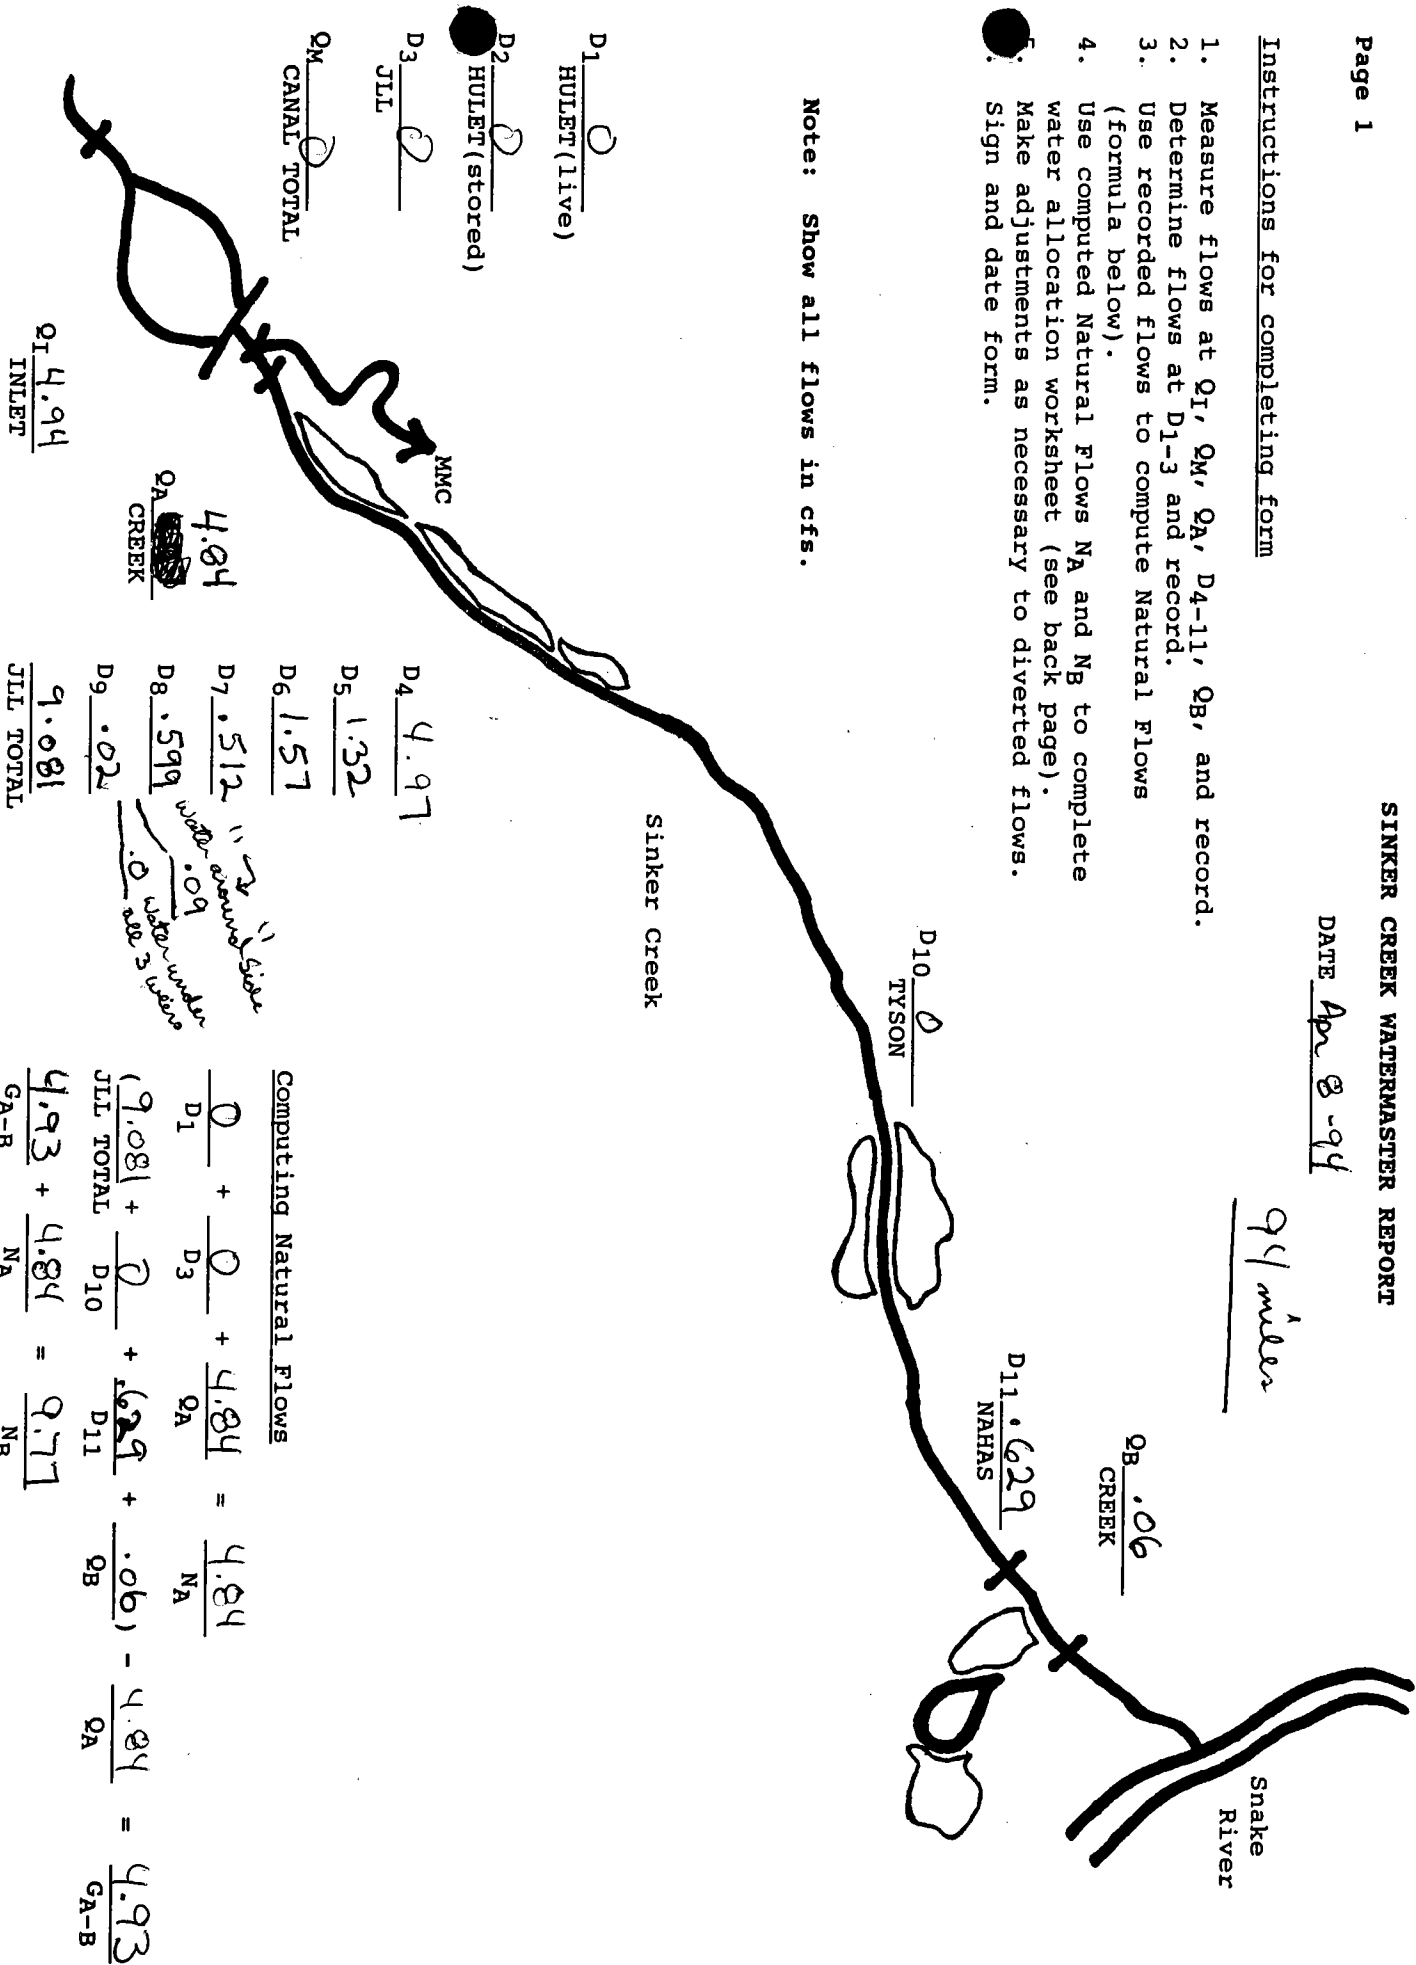 Page 1
SINKER CREEK WATERMASTER REPORT
DATE Apr 8-94
94 miles
Instructions for completing form
1. Measure flows at QI, QM, QA, D4-11, QB, and record.
2. Determine flows at D1-3 and record.
3. Use recorded flows to compute Natural Flows
(formula below).
4. Use computed Natural Flows NA and NB to complete
water allocation worksheet (see back page).
5. Make adjustments as necessary to diverted flows.
Sign and date form.
Note: Show all flows in cfs.
D1 0
HULET(live)
D2 0
HULET(stored)
D3 0
JLL
QM 0
CANAL TOTAL
QI 4.94
INLET
MMC
4.84
QA
CREEK
D4 4.97
D5 1.32
D6 1.57
D7 .512
D8 .599
D9 .02
9.081
JLL TOTAL
" "
water around side
.09
.0 water under
all 3 weirs
Sinker Creek
D10 0
TYSON
D11 .629
NAHAS
QB .06
CREEK
Snake
River
Computing Natural Flows
0 + 0 + 4.84 = 4.84
D1 D3 QA NA
(9.081 + 0 + .629 + .06) - 4.84 = 4.93
JLL TOTAL D10 D11 QB QA GA-B
4.93 + 4.84 = 9.77
GA-B NA NB